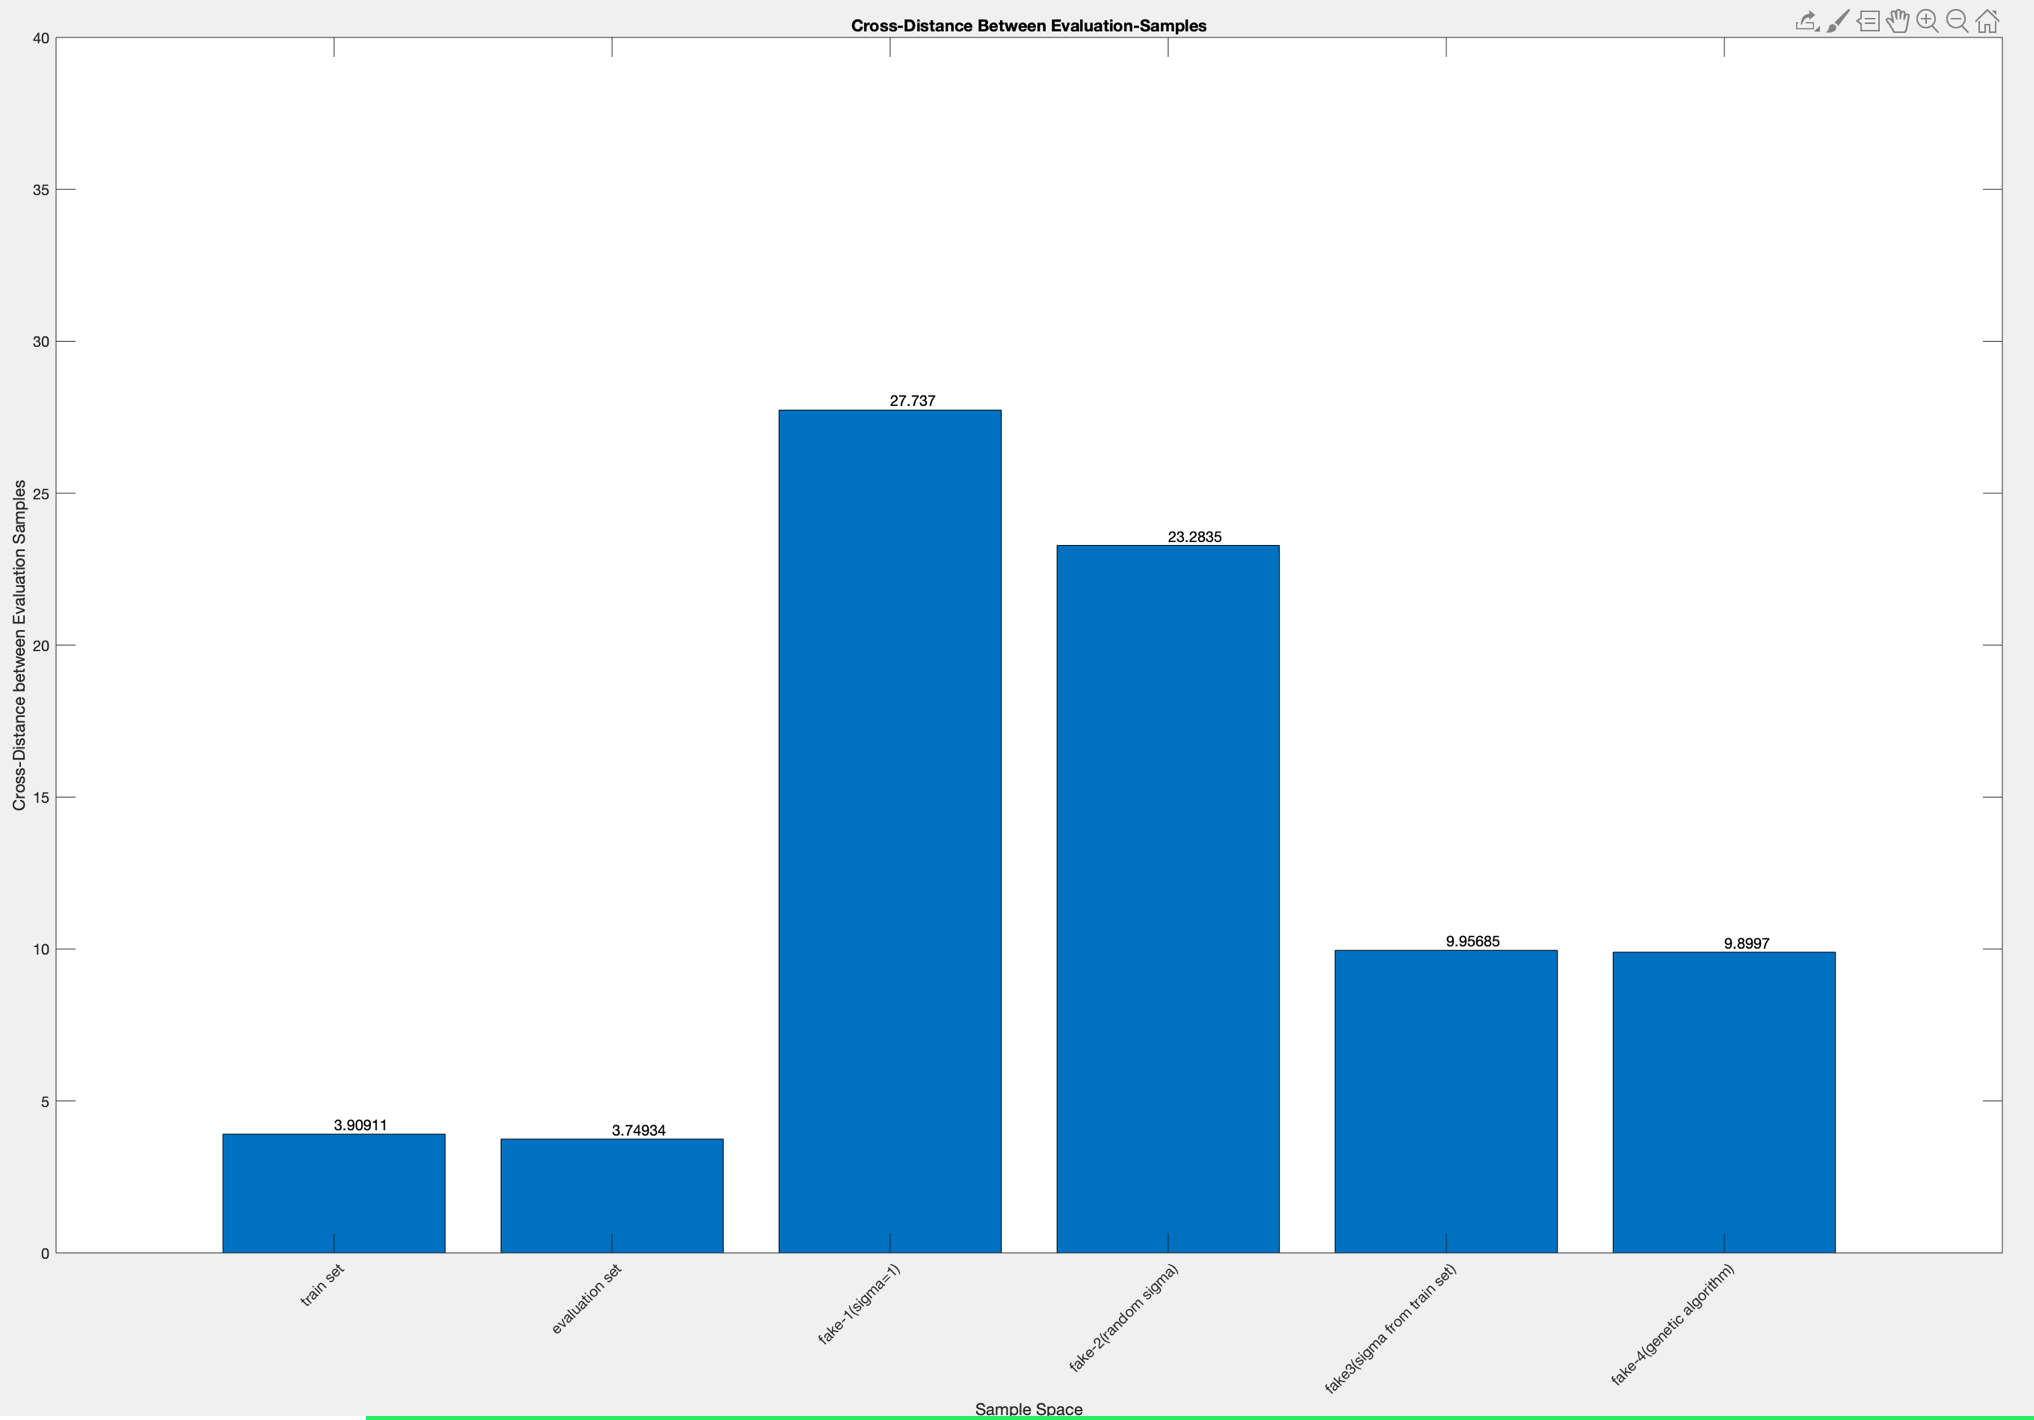 Cross-Distance Between Evaluation-Samples
Cross-Distance between Evaluation Samples
40
35
30
25
20
15
10
5
0
27.737
23.2835
9.95685
9.8997
3.90911
3.74934
train set
evaluation set
fake-1(sigma=1)
fake-2(random sigma)
fake3(sigma from train set)
fake-4(genetic algorithm)
Sample Space